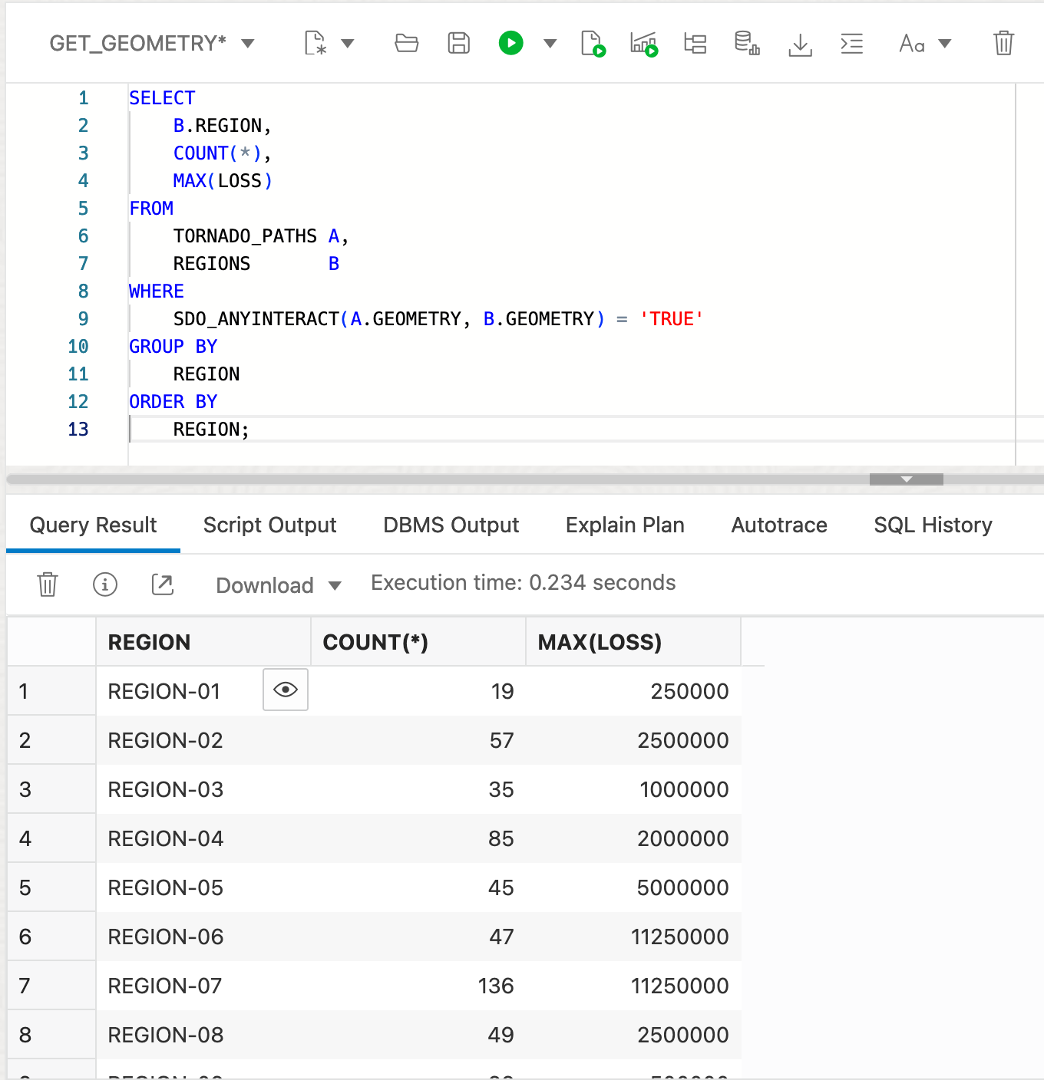 GET_GEOMETRY* Aa
1 SELECT
2 B.REGION,
3 COUNT(*),
4 MAX(LOSS)
5 FROM
6 TORNADO_PATHS A,
7 REGIONS B
8 WHERE
9 SDO_ANYINTERACT(A.GEOMETRY, B.GEOMETRY) = 'TRUE'
10 GROUP BY
11 REGION
12 ORDER BY
13 REGION;
Query Result Script Output DBMS Output Explain Plan Autotrace SQL History
Download Execution time: 0.234 seconds
REGION COUNT(*) MAX(LOSS)
1 REGION-01 19 250000
2 REGION-02 57 2500000
3 REGION-03 35 1000000
4 REGION-04 85 2000000
5 REGION-05 45 5000000
6 REGION-06 47 11250000
7 REGION-07 136 11250000
8 REGION-08 49 2500000